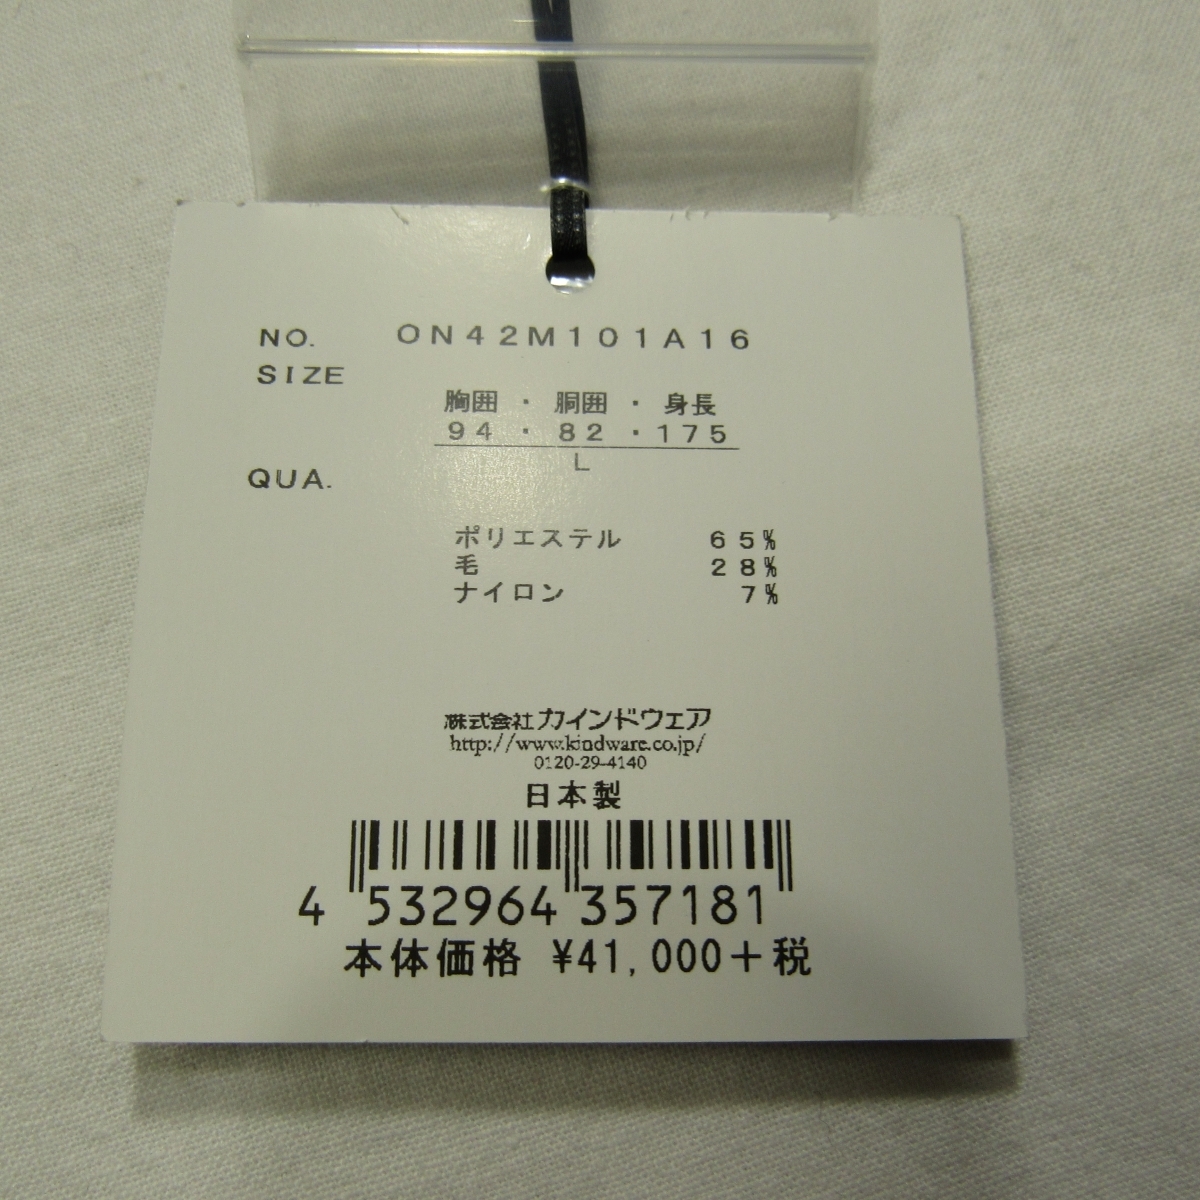 NO. ON42M101A16
SIZE
胸囲 ・ 胴囲 ・ 身長
94 ・ 82 ・ 175
L
QUA.
ポリエステル 65%
毛 28%
ナイロン 7%
株式会社カインドウェア
http://www.kindware.co.jp/
0120-29-4140
日本製
4 532964 357181
本体価格 ¥41,000+税